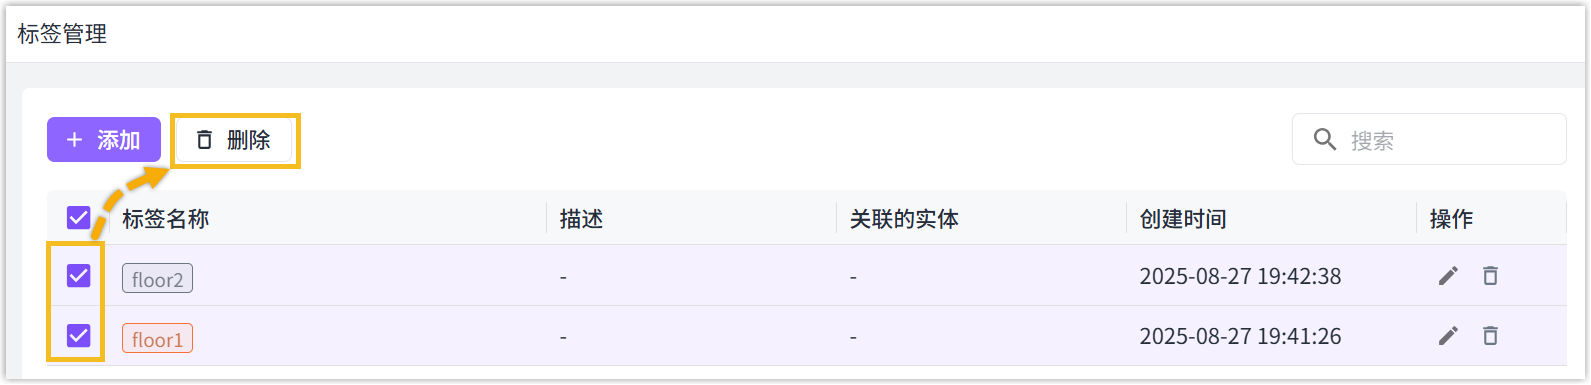 标签管理
添加 删除 搜索
标签名称 描述 关联的实体 创建时间 操作
floor2 - - 2025-08-27 19:42:38
floor1 - - 2025-08-27 19:41:26